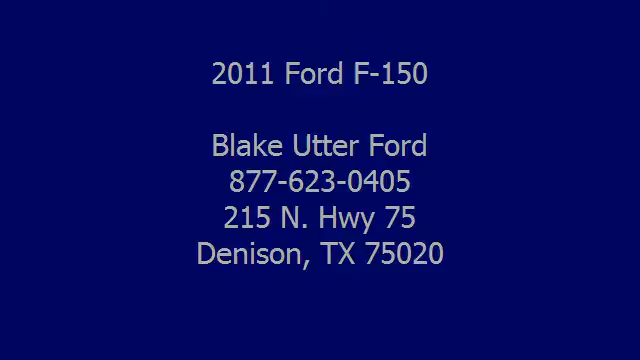 2011 Ford F-150
Blake Utter Ford
877-623-0405
215 N. Hwy 75
Denison, TX 75020